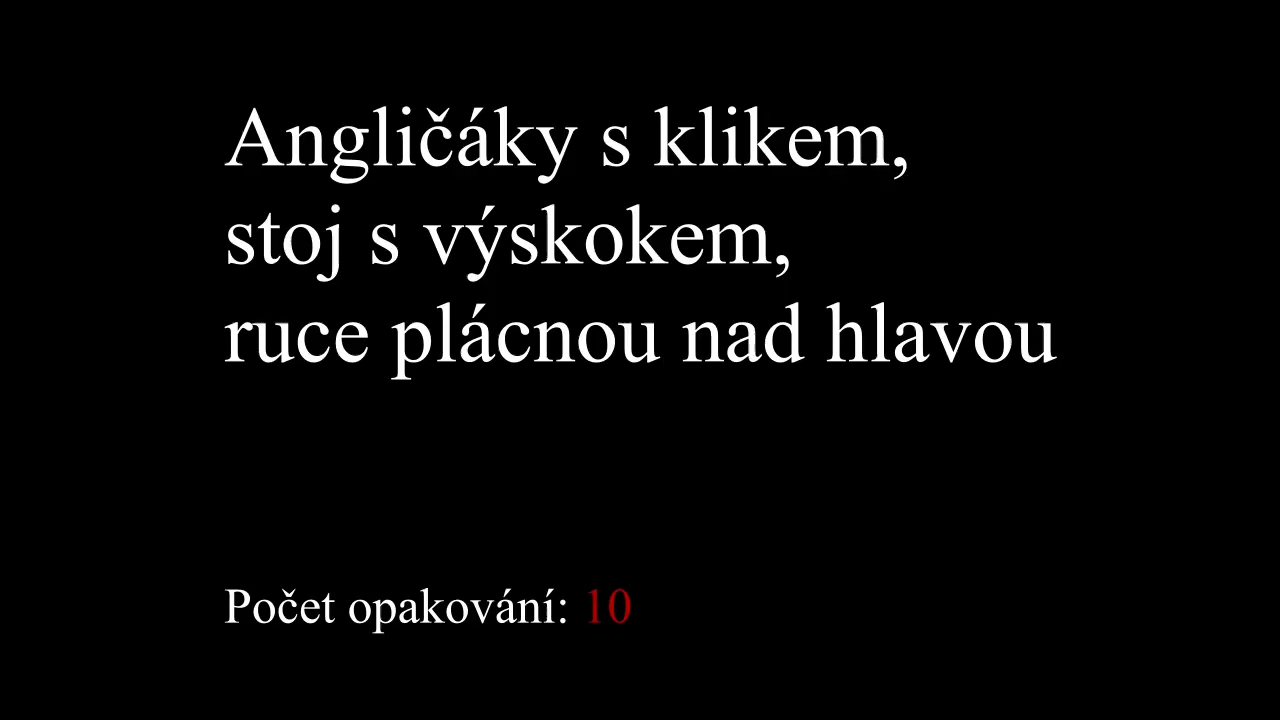 Angličáky s klikem,
stoj s výskokem,
ruce plácnou nad hlavou
Počet opakování: 10